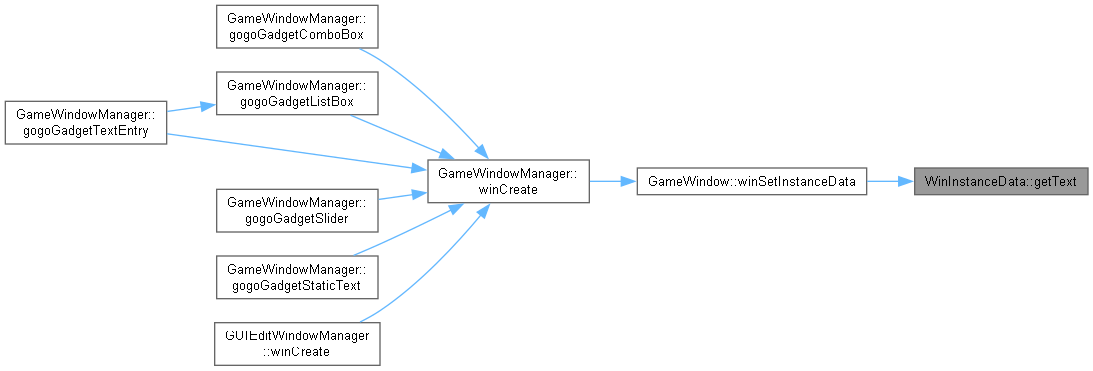 GameWindowManager::
gogoGadgetComboBox
GameWindowManager::
gogoGadgetListBox
GameWindowManager::
gogoGadgetTextEntry
GameWindowManager::
winCreate
GameWindow::winSetInstanceData
WinInstanceData::getText
GameWindowManager::
gogoGadgetSlider
GameWindowManager::
gogoGadgetStaticText
GUIEditWindowManager
::winCreate